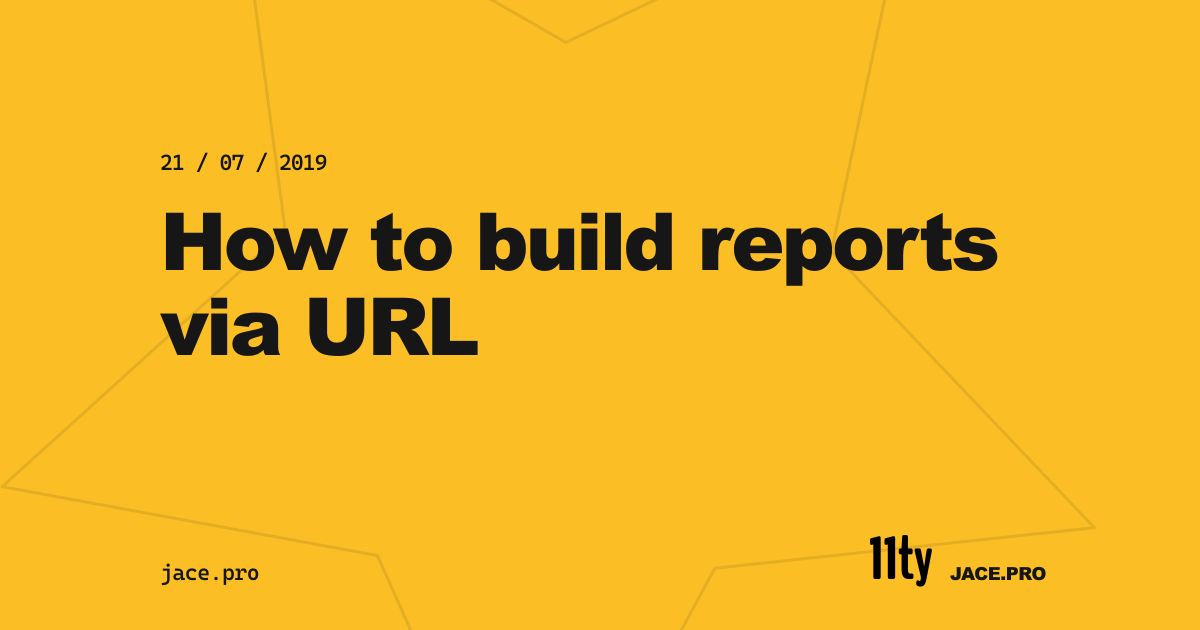 21 / 07 / 2019
How to build reports
via URL
jace.pro
11ty JACE.PRO